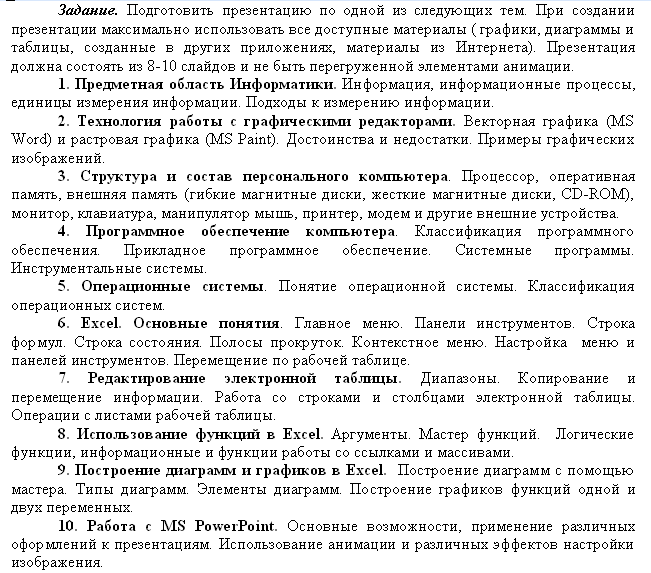 Задание. Подготовить презентацию по одной из следующих тем. При создании
презентации максимально использовать все доступные материалы ( графики, диаграммы и
таблицы, созданные в других приложениях, материалы из Интернета). Презентация
должна состоять из 8-10 слайдов и не быть перегруженной элементами анимации.
1. Предметная область Информатики. Информация, информационные процессы,
единицы измерения информации. Подходы к измерению информации.
2. Технология работы с графическими редакторами. Векторная графика (MS
Word) и растровая графика (MS Paint). Достоинства и недостатки. Примеры графических
изображений.
3. Структура и состав персонального компьютера. Процессор, оперативная
память, внешняя память (гибкие магнитные диски, жесткие магнитные диски, CD-ROM),
монитор, клавиатура, манипулятор мышь, принтер, модем и другие внешние устройства.
4. Программное обеспечение компьютера. Классификация программного
обеспечения. Прикладное программное обеспечение. Системные программы.
Инструментальные системы.
5. Операционные системы. Понятие операционной системы. Классификация
операционных систем.
6. Excel. Основные понятия. Главное меню. Панели инструментов. Строка
формул. Строка состояния. Полосы прокруток. Контекстное меню. Настройка меню и
панелей инструментов. Перемещение по рабочей таблице.
7. Редактирование электронной таблицы. Диапазоны. Копирование и
перемещение информации. Работа со строками и столбцами электронной таблицы.
Операции с листами рабочей таблицы.
8. Использование функций в Excel. Аргументы. Мастер функций. Логические
функции, информационные и функции работы со ссылками и массивами.
9. Построение диаграмм и графиков в Excel. Построение диаграмм с помощью
мастера. Типы диаграмм. Элементы диаграмм. Построение графиков функций одной и
двух переменных.
10. Работа с MS PowerPoint. Основные возможности, применение различных
оформлений к презентациям. Использование анимации и различных эффектов настройки
изображения.